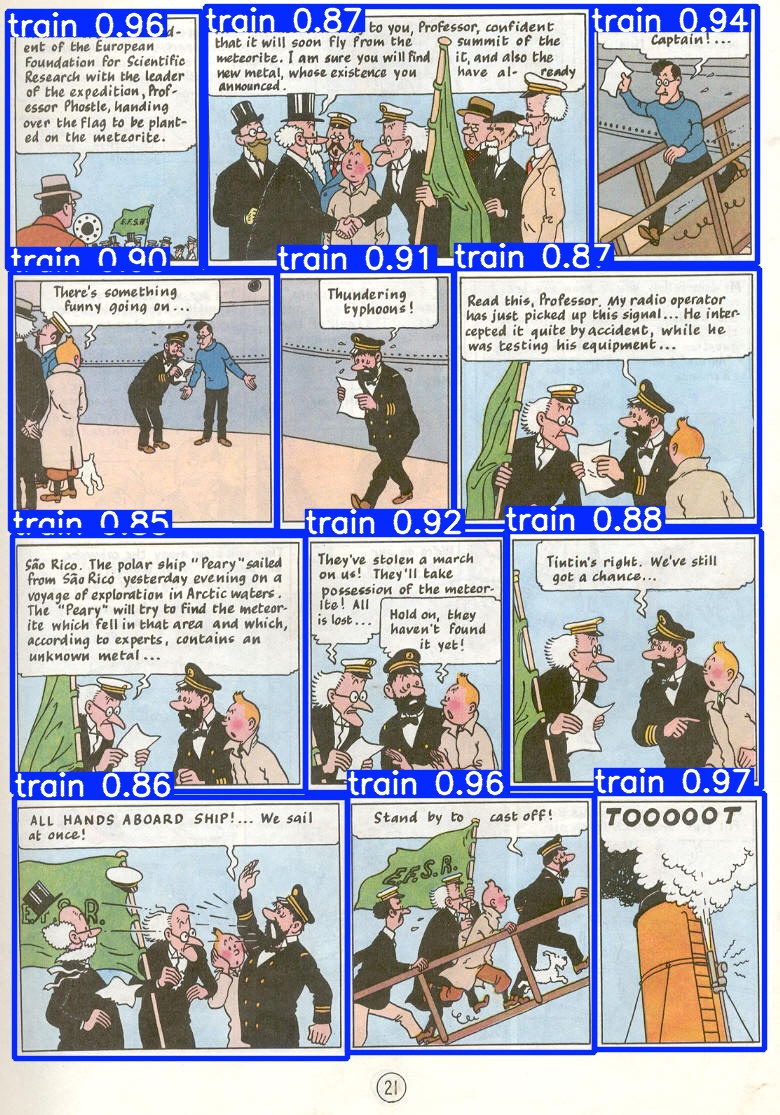 train 0.96
ent of the European
Foundation for Scientific
Research with the leader
of the expedition, Prof-
essor Phostle, handing
over the flag to be plant-
ed on the meteorite.
E.F.S.R
train 0.87
to you, Professor, confident
that it will soon fly from the summit of the
meteorite. I am sure you will find it, and also the
new metal, whose existence you have al- ready
announced.
train 0.94
Captain!...
train 0.90
There's something
funny going on...
train 0.91
Thundering
typhoons!
train 0.87
Read this, Professor. My radio operator
has just picked up this signal... He inter-
cepted it quite by accident, while he
was testing his equipment...
train 0.85
São Rico. The polar ship "Peary" sailed
from São Rico yesterday evening on a
voyage of exploration in Arctic waters.
The "Peary" will try to find the meteor-
ite which fell in that area and which,
according to experts, contains an
unknown metal...
train 0.92
They've stolen a march
on us! They'll take
possession of the meteor-
ite! All
is lost...
Hold on, they
haven't found
it yet!
train 0.88
Tintin's right. We've still
got a chance...
train 0.86
ALL HANDS ABOARD SHIP!... We sail
at once!
E.F.S.R.
train 0.96
Stand by to cast off!
E.F.S.R.
train 0.97
TOOOOOT
21